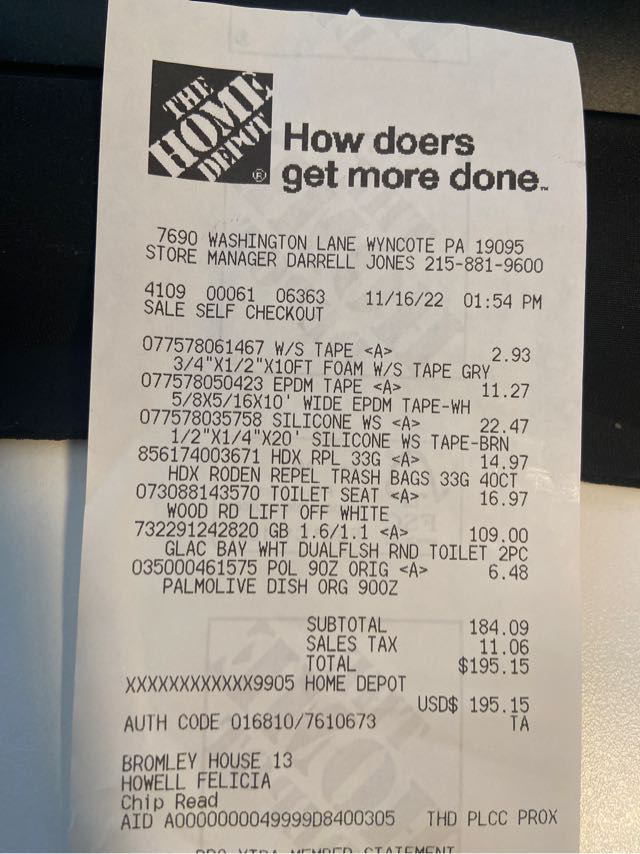 THE
HOME
DEPOT
®
How doers
get more done™
7690 WASHINGTON LANE WYNCOTE PA 19095
STORE MANAGER DARRELL JONES 215-881-9600
4109 00061 06363 11/16/22 01:54 PM
SALE SELF CHECKOUT
077578061467 W/S TAPE <A> 2.93
3/4"X1/2"X10FT FOAM W/S TAPE GRY
077578050423 EPDM TAPE <A> 11.27
5/8X5/16X10' WIDE EPDM TAPE-WH
077578035758 SILICONE WS <A> 22.47
1/2"X1/4"X20' SILICONE WS TAPE-BRN
856174003671 HDX RPL 33G <A> 14.97
HDX RODEN REPEL TRASH BAGS 33G 40CT
073088143570 TOILET SEAT <A> 16.97
WOOD RD LIFT OFF WHITE
732291242820 GB 1.6/1.1 <A> 109.00
GLAC BAY WHT DUALFLSH RND TOILET 2PC
035000461575 POL 90Z ORIG <A> 6.48
PALMOLIVE DISH ORG 90OZ
SUBTOTAL 184.09
SALES TAX 11.06
TOTAL $195.15
XXXXXXXXXXXX9905 HOME DEPOT
USD$ 195.15
AUTH CODE 016810/7610673 TA
BROMLEY HOUSE 13
HOWELL FELICIA
Chip Read
AID A0000000049999D8400305 THD PLCC PROX
PRO XTRA MEMBER STATEMENT